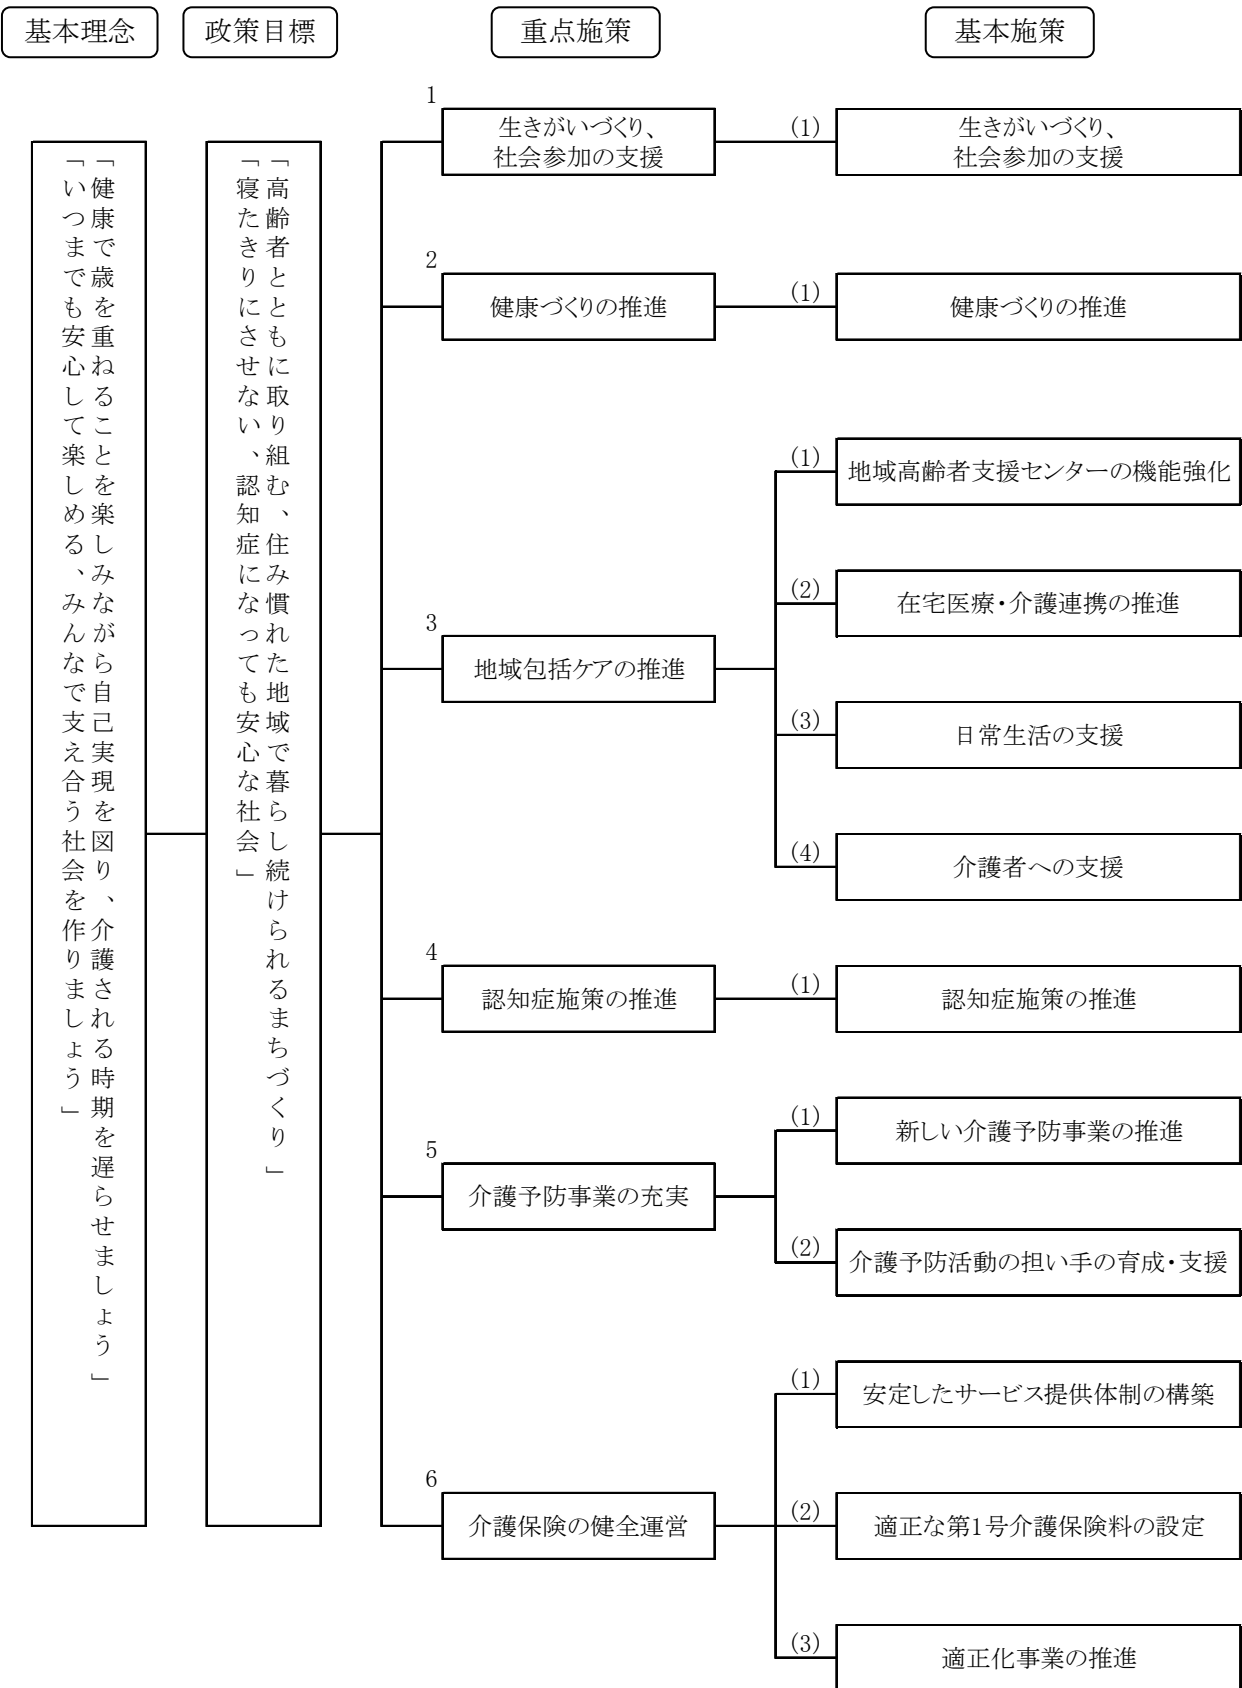 基本理念
政策目標
重点施策
基本施策
「健康で歳を重ねることを楽しみながら自己実現を図り、介護される時期を遅らせましょう」
「いつまでも安心して楽しめる、みんなで支え合う社会を作りましょう」
「高齢者とともに取り組む、住み慣れた地域で暮らし続けられるまちづくり」
「寝たきりにさせない、認知症になっても安心な社会」
1
生きがいづくり、
社会参加の支援
(1)
生きがいづくり、
社会参加の支援
2
健康づくりの推進
(1)
健康づくりの推進
3
地域包括ケアの推進
(1)
地域高齢者支援センターの機能強化
(2)
在宅医療・介護連携の推進
(3)
日常生活の支援
(4)
介護者への支援
4
認知症施策の推進
(1)
認知症施策の推進
5
介護予防事業の充実
(1)
新しい介護予防事業の推進
(2)
介護予防活動の担い手の育成・支援
6
介護保険の健全運営
(1)
安定したサービス提供体制の構築
(2)
適正な第1号介護保険料の設定
(3)
適正化事業の推進